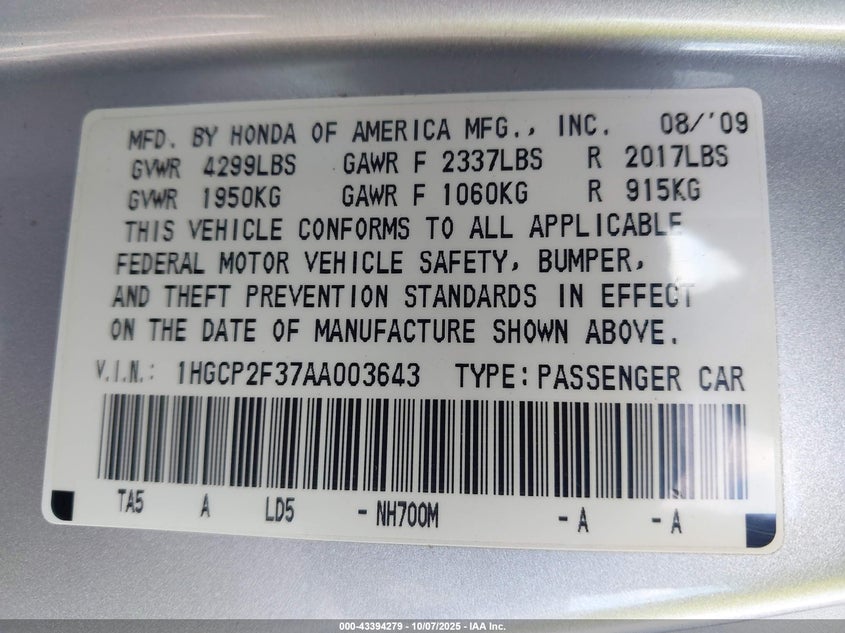 MFD. BY HONDA OF AMERICA MFG., INC. 08/'09
GVWR 4299LBS GAWR F 2337LBS R 2017LBS
GVWR 1950KG GAWR F 1060KG R 915KG
THIS VEHICLE CONFORMS TO ALL APPLICABLE
FEDERAL MOTOR VEHICLE SAFETY, BUMPER,
AND THEFT PREVENTION STANDARDS IN EFFECT
ON THE DATE OF MANUFACTURE SHOWN ABOVE.
V.I.N.: 1HGCP2F37AA003643 TYPE: PASSENGER CAR
TA5 A LD5 - NH700M - A - A
000-43394279 - 10/07/2025 - IAA Inc.